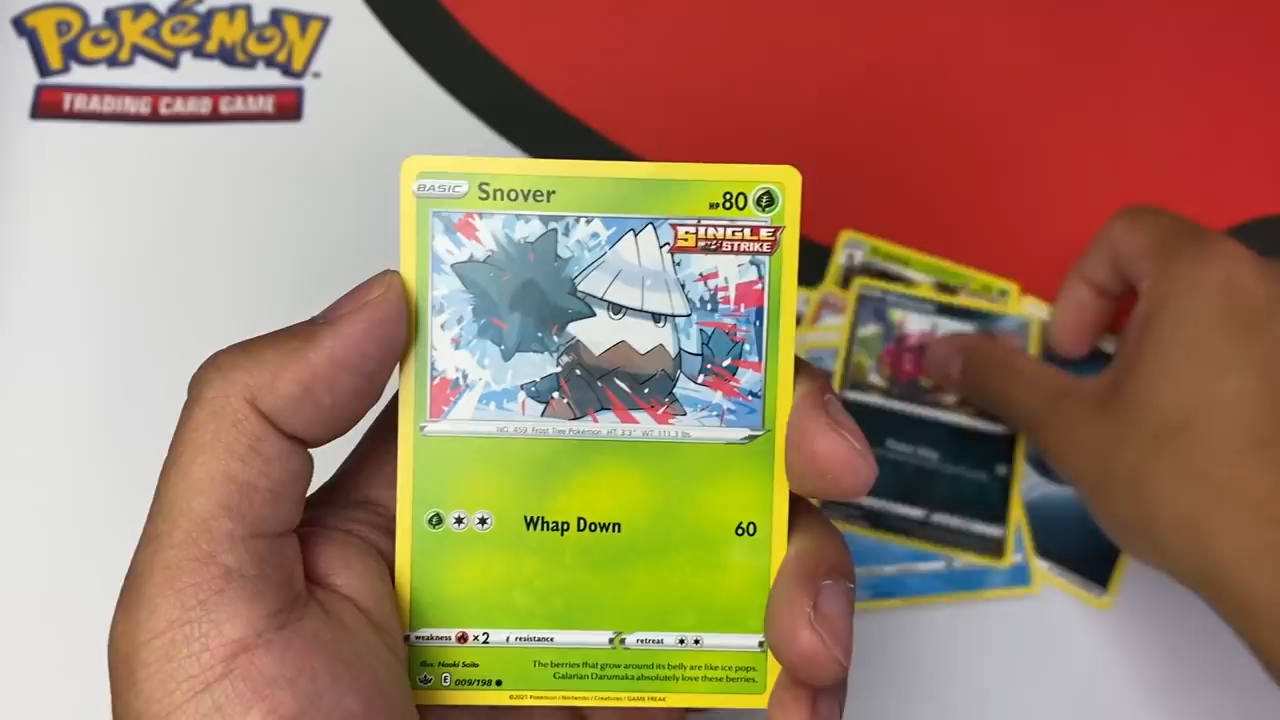 POKéMON
TRADING CARD GAME
BASIC Snover HP 80
SINGLE
STRIKE
NO. 459 Frost Tree Pokémon HT: 3'3" WT: 111.3 lbs
Whap Down 60
weakness ×2 resistance retreat
Illus. Naoki Saito
The berries that grow around its belly are like ice pops.
Galarian Darumaka absolutely love these berries.
E 009/198
©2021 Pokémon / Nintendo / Creatures / GAME FREAK